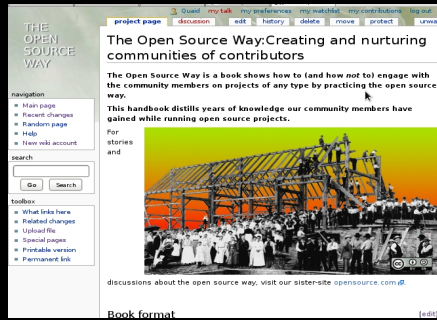 THE
OPEN
SOURCE
WAY
Quaid my talk my preferences my watchlist my contributions log out
project page discussion edit history delete move protect unwa
The Open Source Way:Creating and nurturing
communities of contributors
The Open Source Way is a book shows how to (and how not to) engage with
the community members on projects of any type by practicing the open source
way.
This handbook distills years of knowledge our community members have
gained while running open source projects.
For
stories
and
discussions about the open source way, visit our sister-site opensource.com
Book format [edit
navigation
Main page
Recent changes
Random page
Help
New wiki account
search
Go Search
toolbox
What links here
Related changes
Upload file
Special pages
Printable version
Permanent link